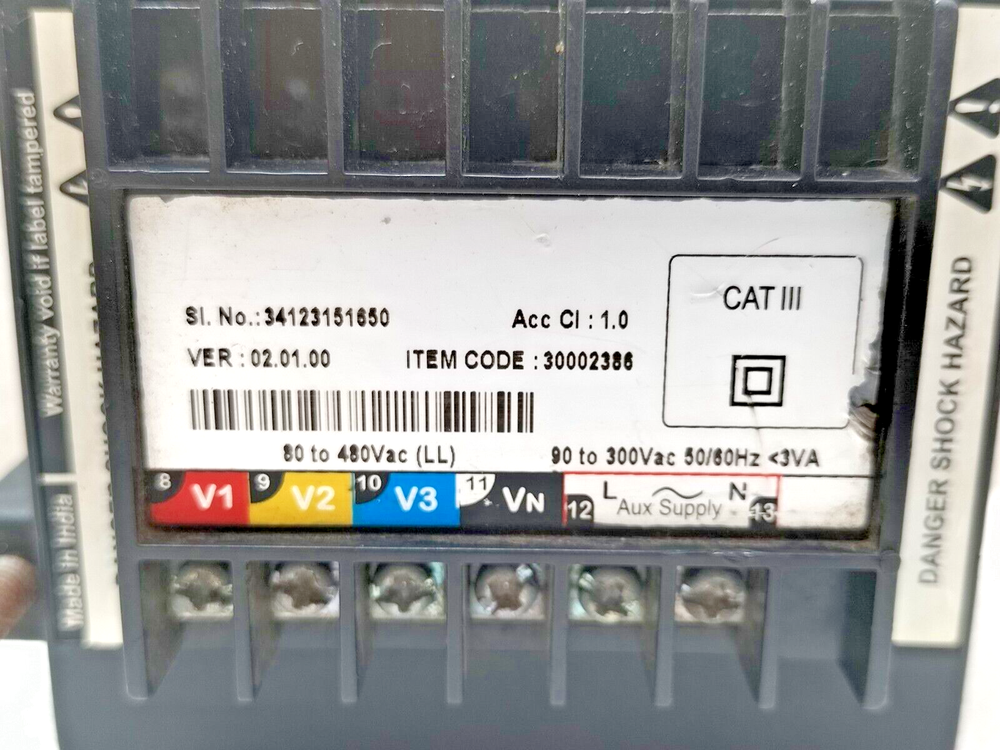 Warranty void if label tampered
Made in India
Sl. No.: 34123151650
Acc Cl : 1.0
VER : 02.01.00
ITEM CODE : 30002386
CAT III
80 to 480Vac (LL)
90 to 300Vac 50/60Hz <3VA
8 V1 9 V2 10 V3 11 VN 12 L N 13
Aux Supply
DANGER SHOCK HAZARD